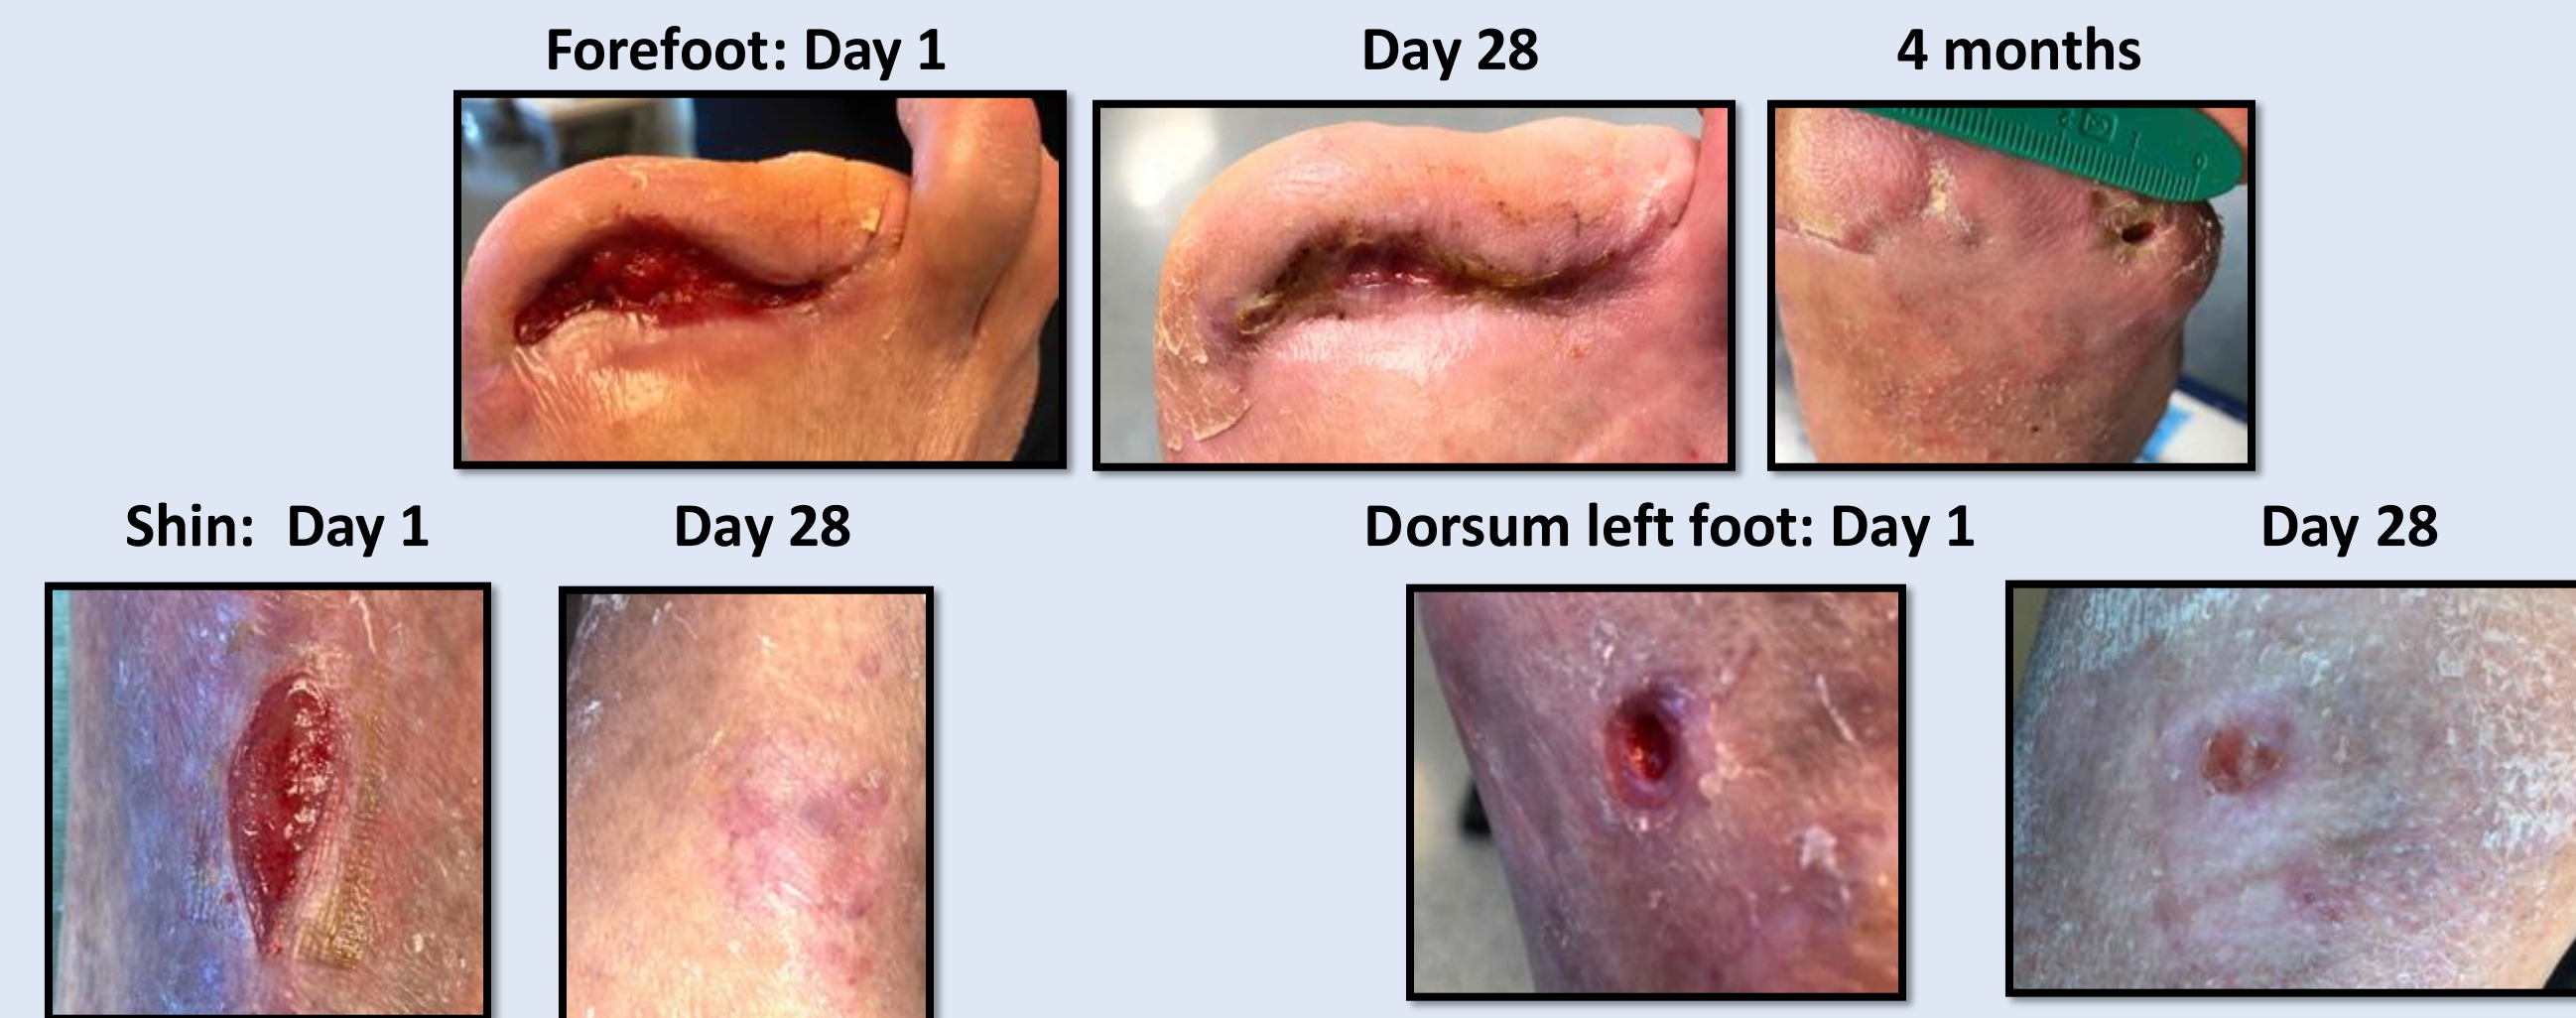 Forefoot: Day 1
Day 28
4 months
Shin: Day 1
Day 28
Dorsum left foot: Day 1
Day 28